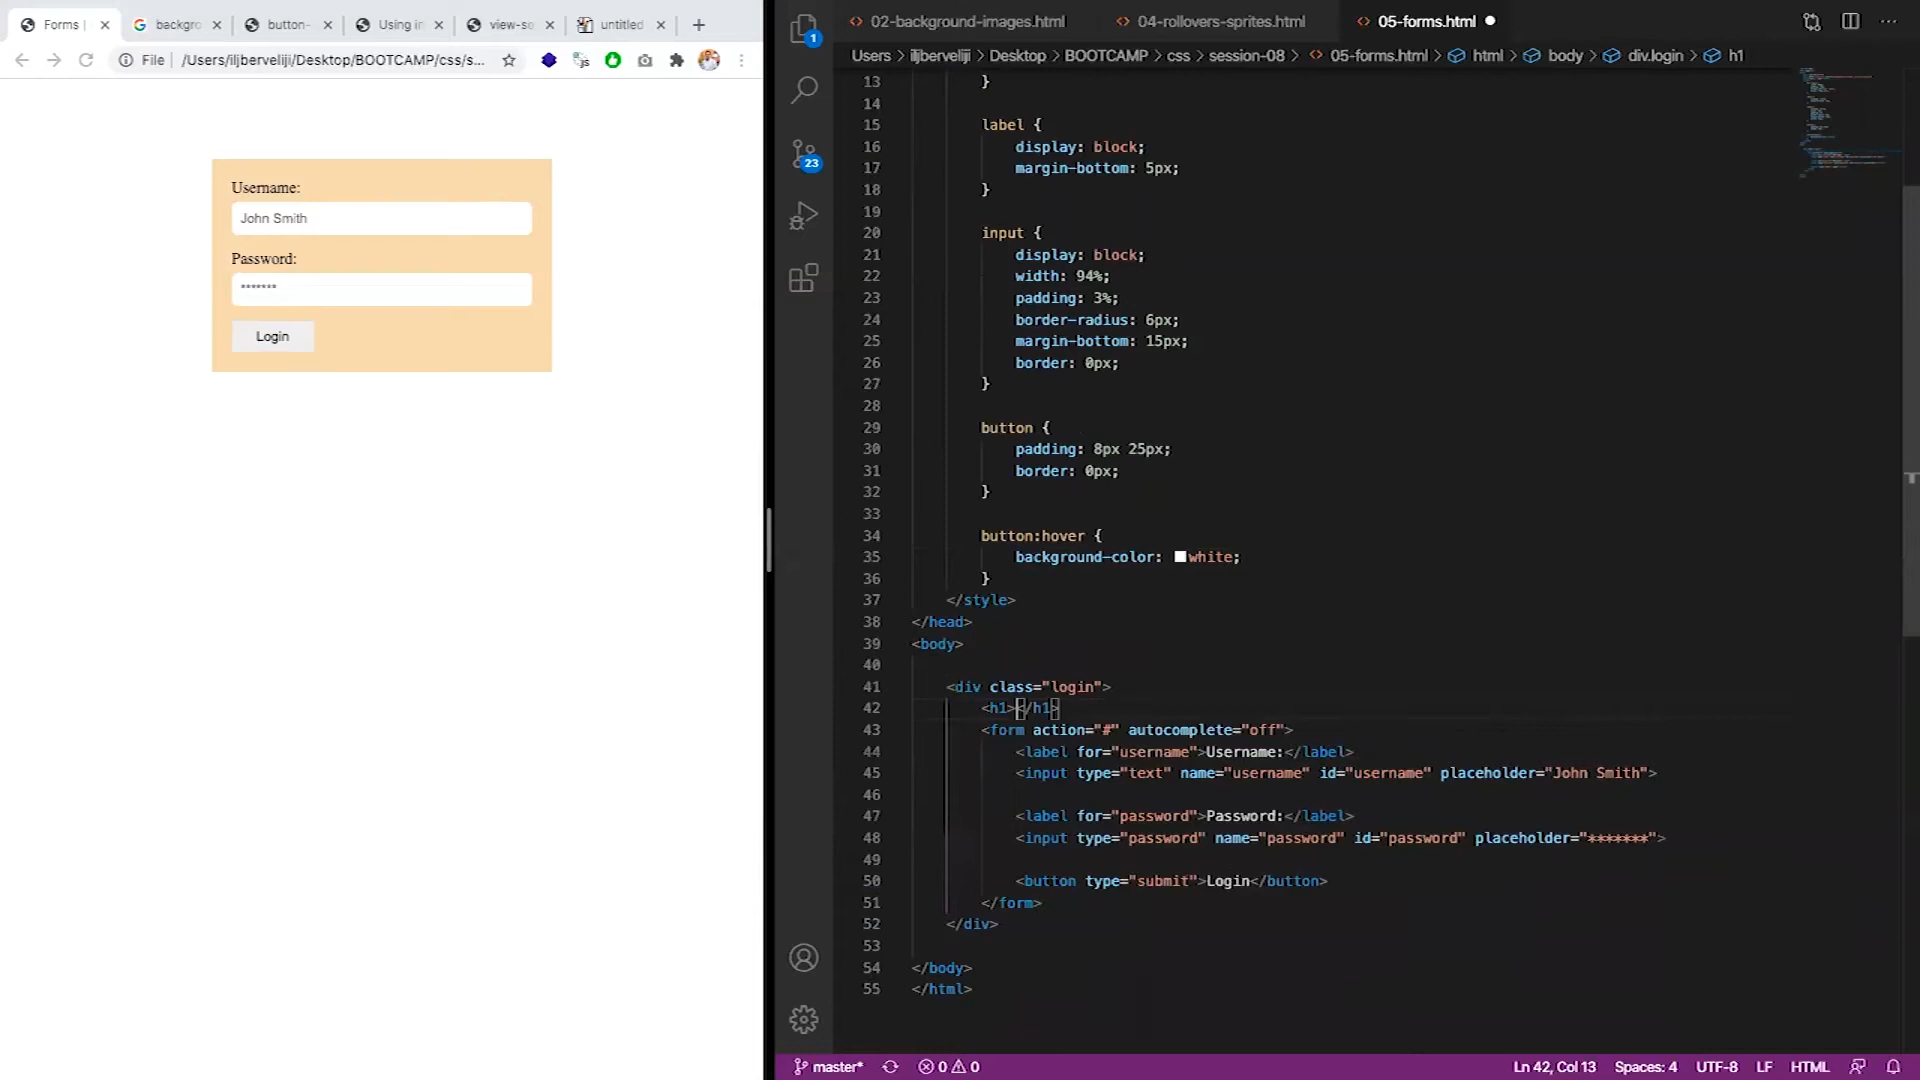 Forms |
backgro
button-
Using in
view-so
untitled
File /Users/iljberveliji/Desktop/BOOTCAMP/css/s...
Username:
John Smith
Password:
*******
Login
1
23
02-background-images.html
04-rollovers-sprites.html
05-forms.html
Users > iljberveliji > Desktop > BOOTCAMP > css > session-08 > 05-forms.html > html > body > div.login > h1
13 }
14
15 label {
16 display: block;
17 margin-bottom: 5px;
18 }
19
20 input {
21 display: block;
22 width: 94%;
23 padding: 3%;
24 border-radius: 6px;
25 margin-bottom: 15px;
26 border: 0px;
27 }
28
29 button {
30 padding: 8px 25px;
31 border: 0px;
32 }
33
34 button:hover {
35 background-color: white;
36 }
37 </style>
38 </head>
39 <body>
40
41 <div class="login">
42 <h1></h1>
43 <form action="#" autocomplete="off">
44 <label for="username">Username:</label>
45 <input type="text" name="username" id="username" placeholder="John Smith">
46
47 <label for="password">Password:</label>
48 <input type="password" name="password" id="password" placeholder="*******">
49
50 <button type="submit">Login</button>
51 </form>
52 </div>
53
54 </body>
55 </html>
master* 0 0 Ln 42, Col 13 Spaces: 4 UTF-8 LF HTML